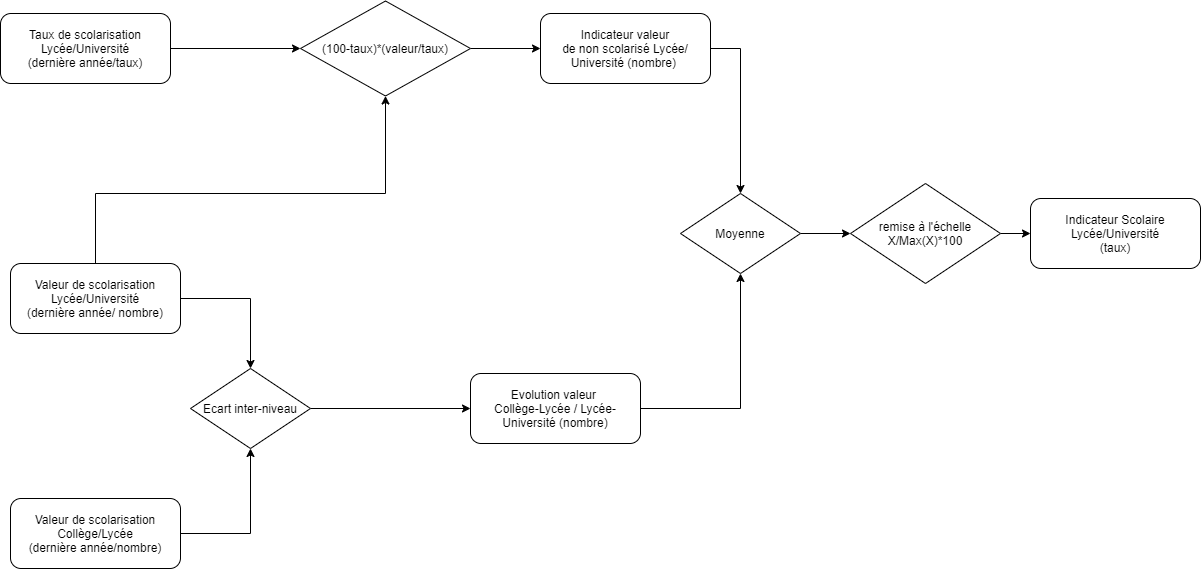 Taux de scolarisation
Lycée/Université
(dernière année/taux)
(100-taux)*(valeur/taux)
Indicateur valeur
de non scolarisé Lycée/
Université (nombre)
Moyenne
remise à l'échelle
X/Max(X)*100
Indicateur Scolaire
Lycée/Université
(taux)
Valeur de scolarisation
Lycée/Université
(dernière année/ nombre)
Ecart inter-niveau
Evolution valeur
Collège-Lycée / Lycée-
Université (nombre)
Valeur de scolarisation
Collège/Lycée
(dernière année/nombre)